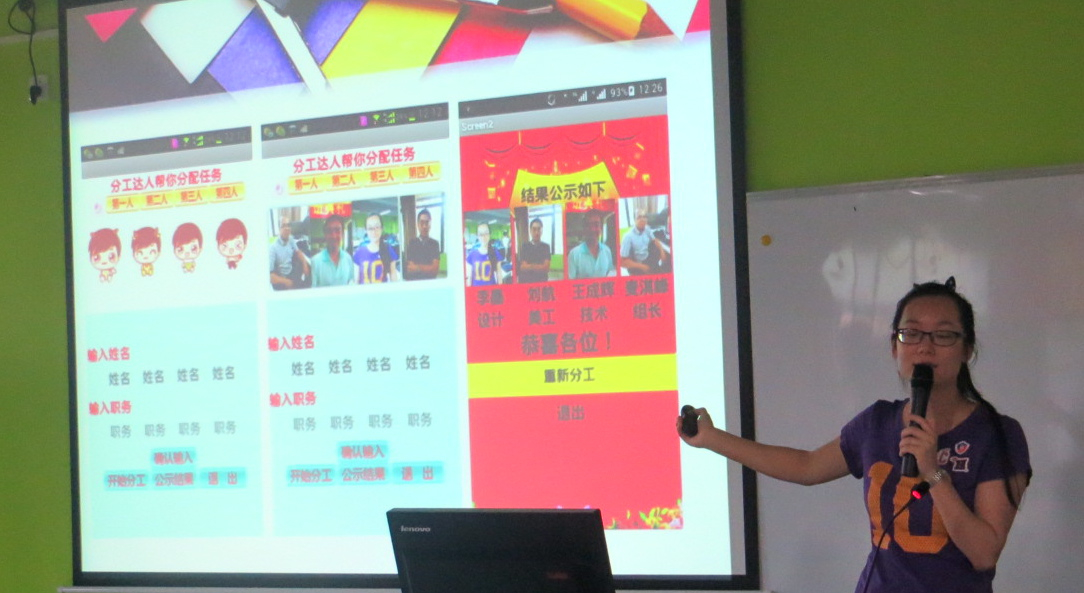 分工达人帮你分配任务
第一人 第二人 第三人 第四人
输入姓名
姓名 姓名 姓名 姓名
输入职务
职务 职务 职务 职务
确认输入
开始分工 公示结果 退 出
分工达人帮你分配任务
第一人 第二人 第三人 第四人
输入姓名
姓名 姓名 姓名 姓名
输入职务
职务 职务 职务 职务
确认输入
开始分工 公示结果 退 出
93% 12:26
Screen2
结果公示如下
刘航 王成辉
设计 美工 技术 组长
恭喜各位！
重新分工
退出
lenovo
10